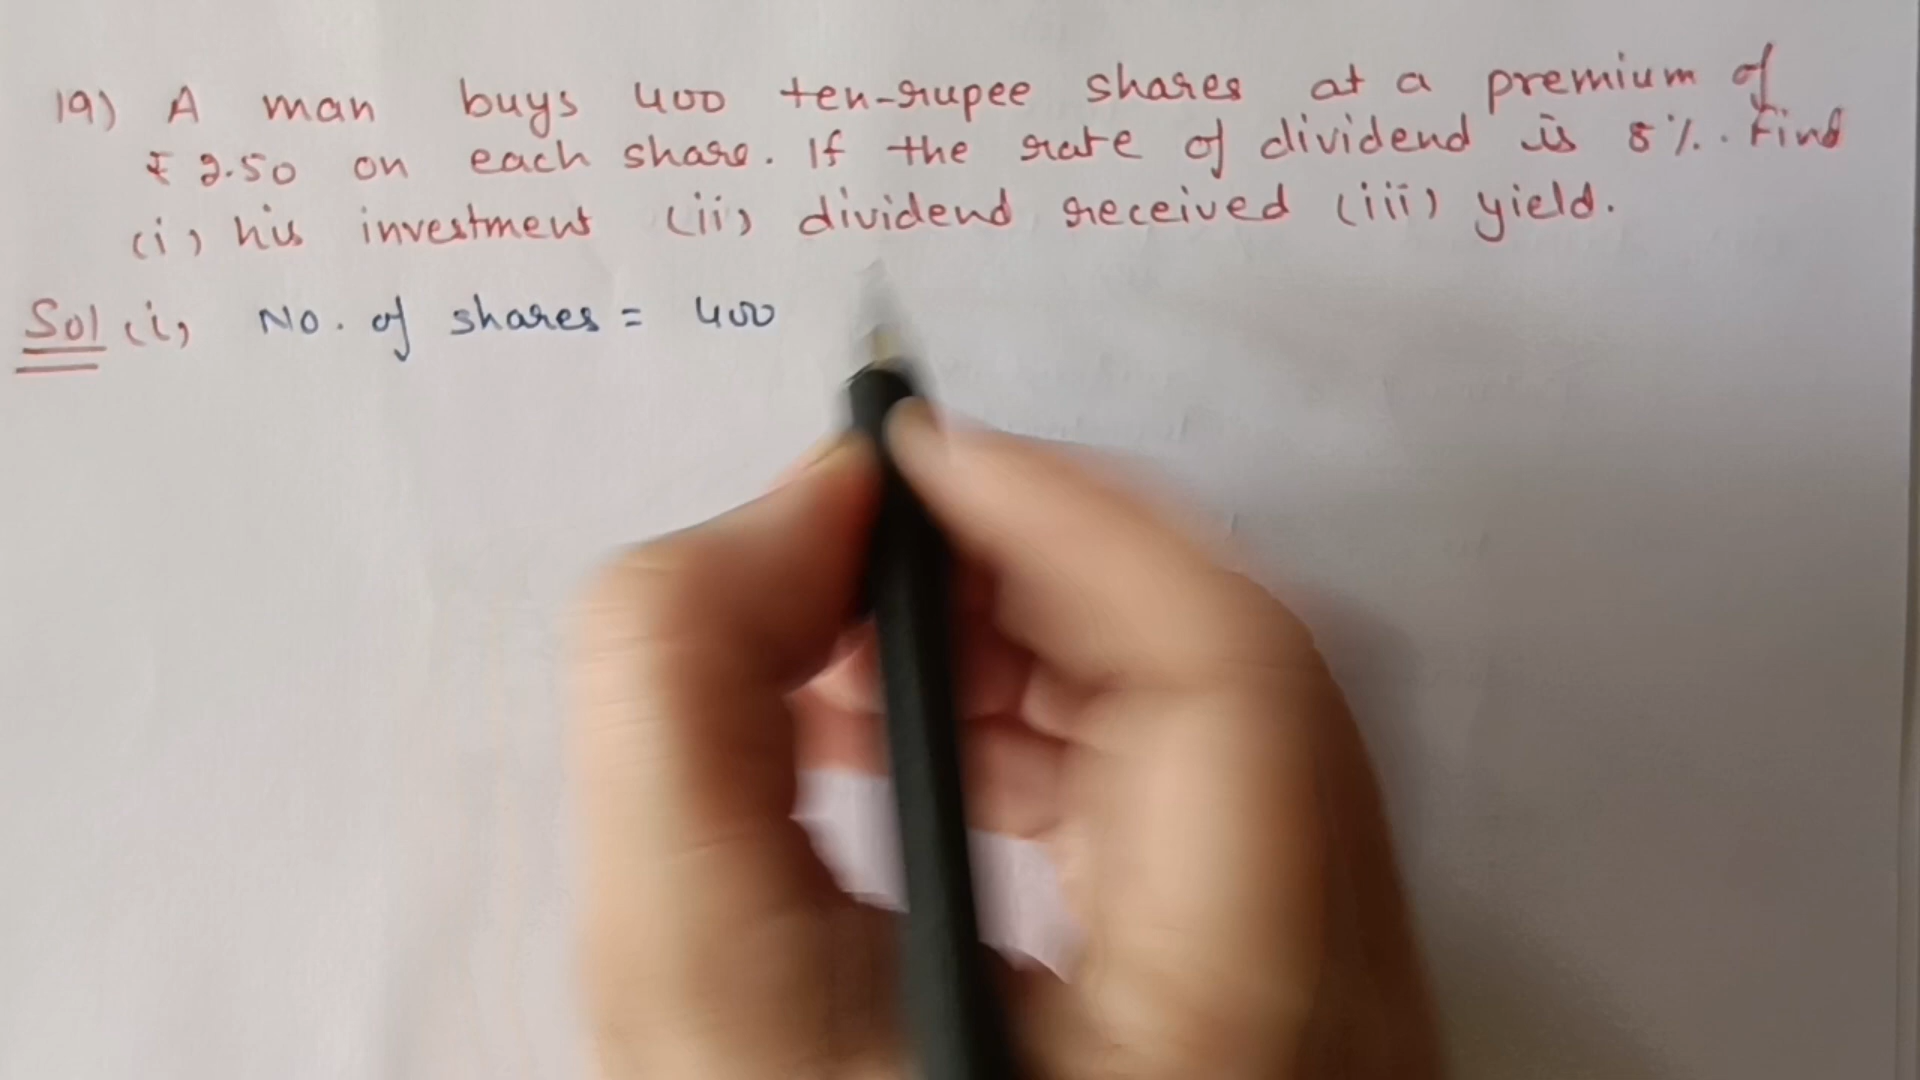 19) A man buys 400 ten-rupee shares at a premium of
₹ 2.50 on each share. If the rate of dividend is 8%. Find
(i) his investment (ii) dividend received (iii) yield.
Sol (i) No. of shares = 400